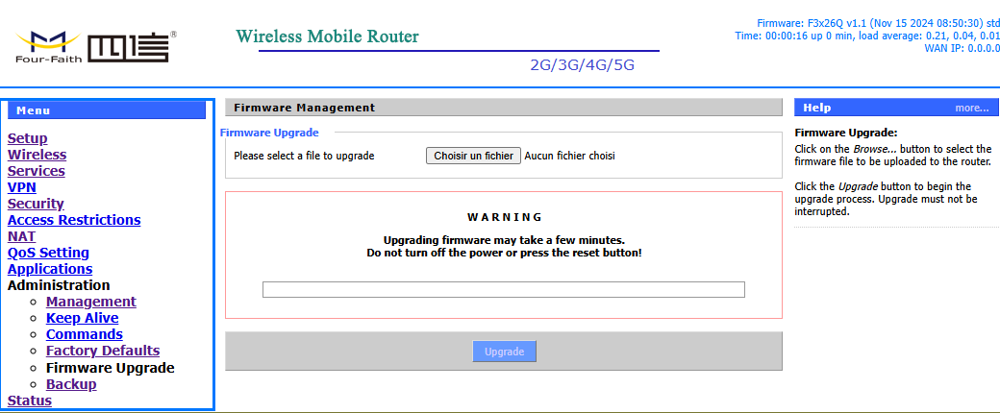 Four-Faith 四信®
Wireless Mobile Router
2G/3G/4G/5G
Firmware: F3x26Q v1.1 (Nov 15 2024 08:50:30) std
Time: 00:00:16 up 0 min, load average: 0.21, 0.04, 0.01
WAN IP: 0.0.0.0
Menu
Setup
Wireless
Services
VPN
Security
Access Restrictions
NAT
QoS Setting
Applications
Administration
Management
Keep Alive
Commands
Factory Defaults
Firmware Upgrade
Backup
Status
Firmware Management
Firmware Upgrade
Please select a file to upgrade Choisir un fichier Aucun fichier choisi
W A R N I N G
Upgrading firmware may take a few minutes.
Do not turn off the power or press the reset button!
Upgrade
Help more...
Firmware Upgrade:
Click on the Browse... button to select the
firmware file to be uploaded to the router.
Click the Upgrade button to begin the
upgrade process. Upgrade must not be
interrupted.